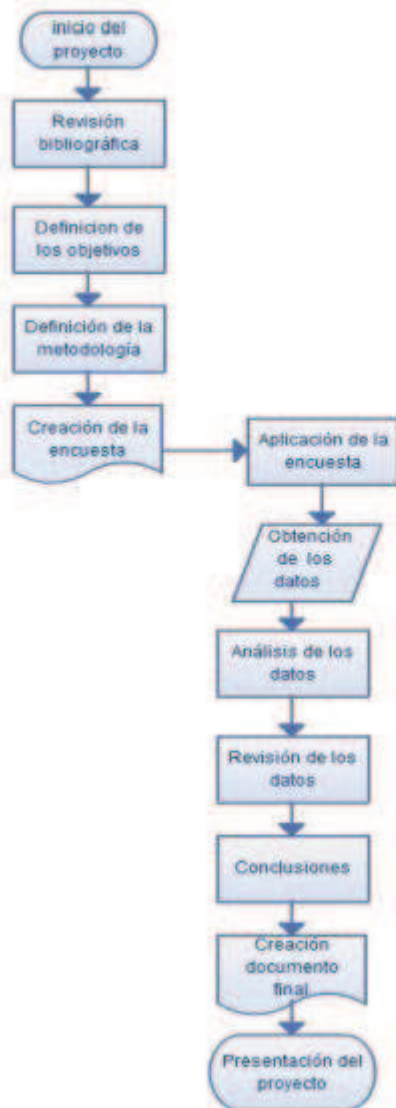 inicio del
proyecto
Revisión
bibliográfica
Definicion de
los objetivos
Definición de la
metodología
Creación de la
encuesta
Aplicación de la
encuesta
Obtención
de los
datos
Análisis de los
datos
Revisión de los
datos
Conclusiones
Creación
documento
final
Presentación del
proyecto